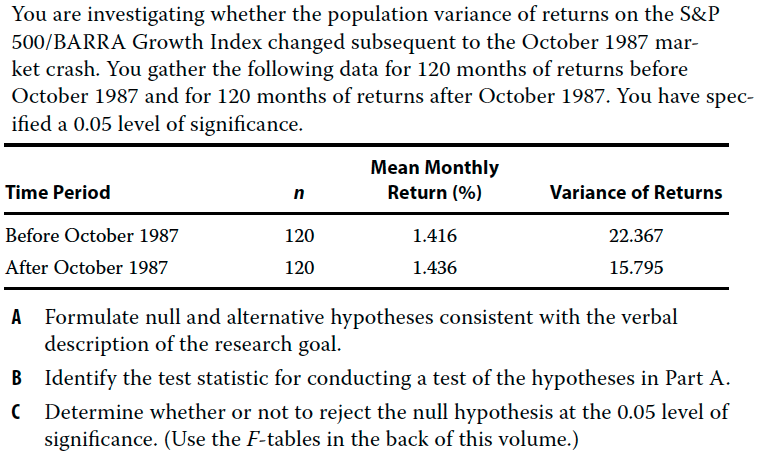 You are investigating whether the population variance of returns on the S&P
500/BARRA Growth Index changed subsequent to the October 1987 mar-
ket crash. You gather the following data for 120 months of returns before
October 1987 and for 120 months of returns after October 1987. You have spec-
ified a 0.05 level of significance.
Mean Monthly
Time Period n Return (%) Variance of Returns
Before October 1987 120 1.416 22.367
After October 1987 120 1.436 15.795
A Formulate null and alternative hypotheses consistent with the verbal
description of the research goal.
B Identify the test statistic for conducting a test of the hypotheses in Part A.
C Determine whether or not to reject the null hypothesis at the 0.05 level of
significance. (Use the F-tables in the back of this volume.)